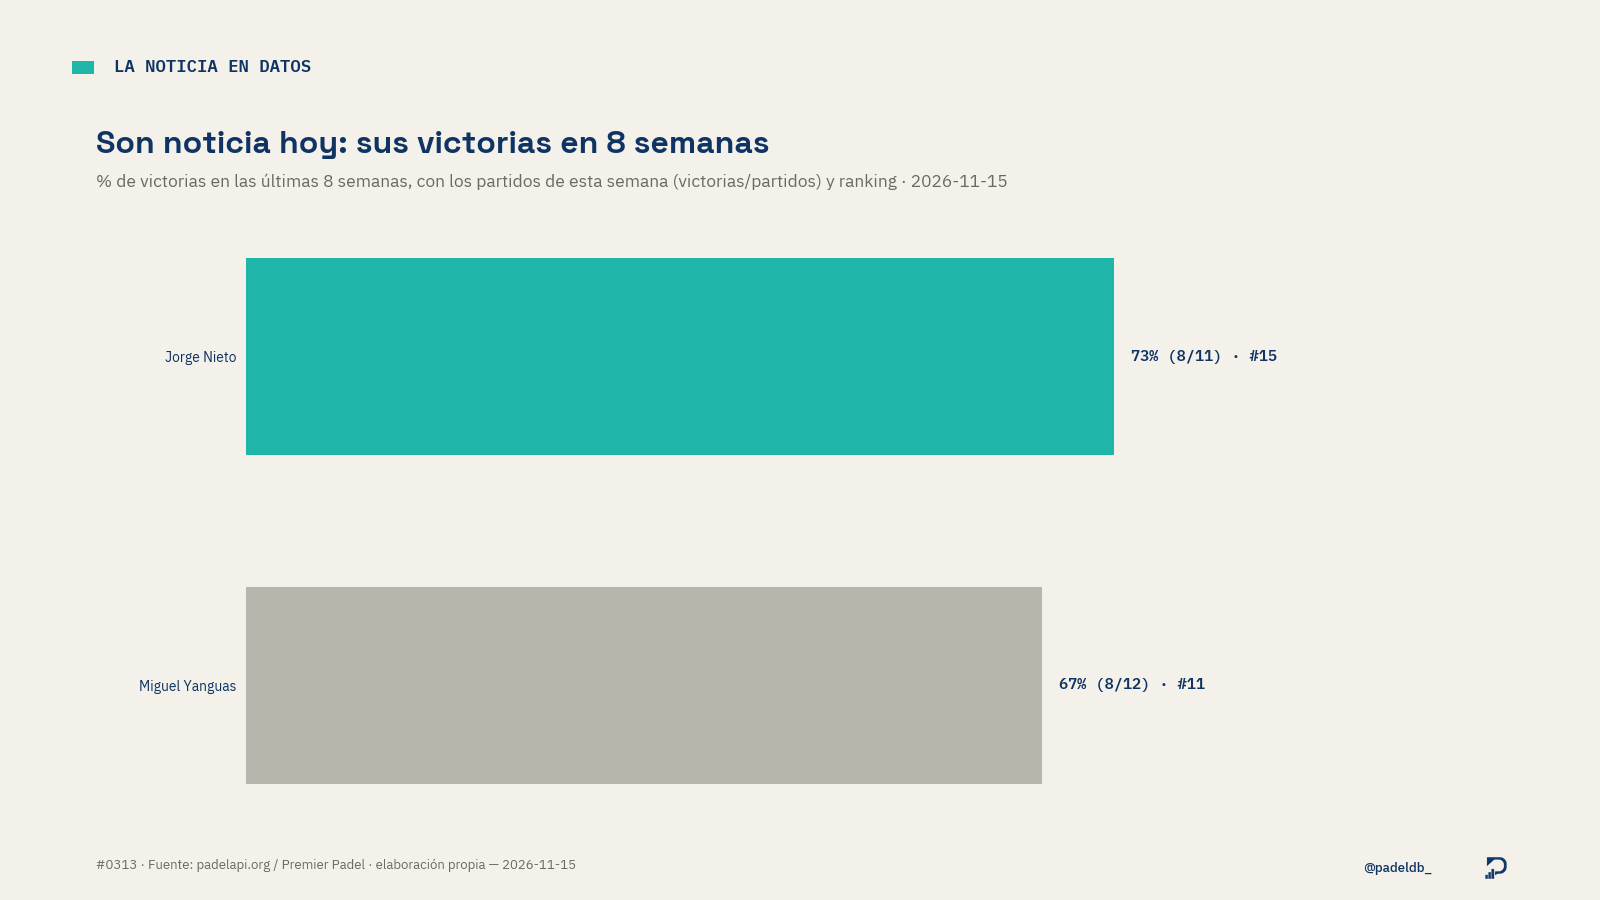 LA NOTICIA EN DATOS
Son noticia hoy: sus victorias en 8 semanas
% de victorias en las últimas 8 semanas, con los partidos de esta semana (victorias/partidos) y ranking · 2026-11-15
Jorge Nieto
73% (8/11) · #15
Miguel Yanguas
67% (8/12) · #11
#0313 · Fuente: padelapi.org / Premier Padel · elaboración propia — 2026-11-15
@padeldb_